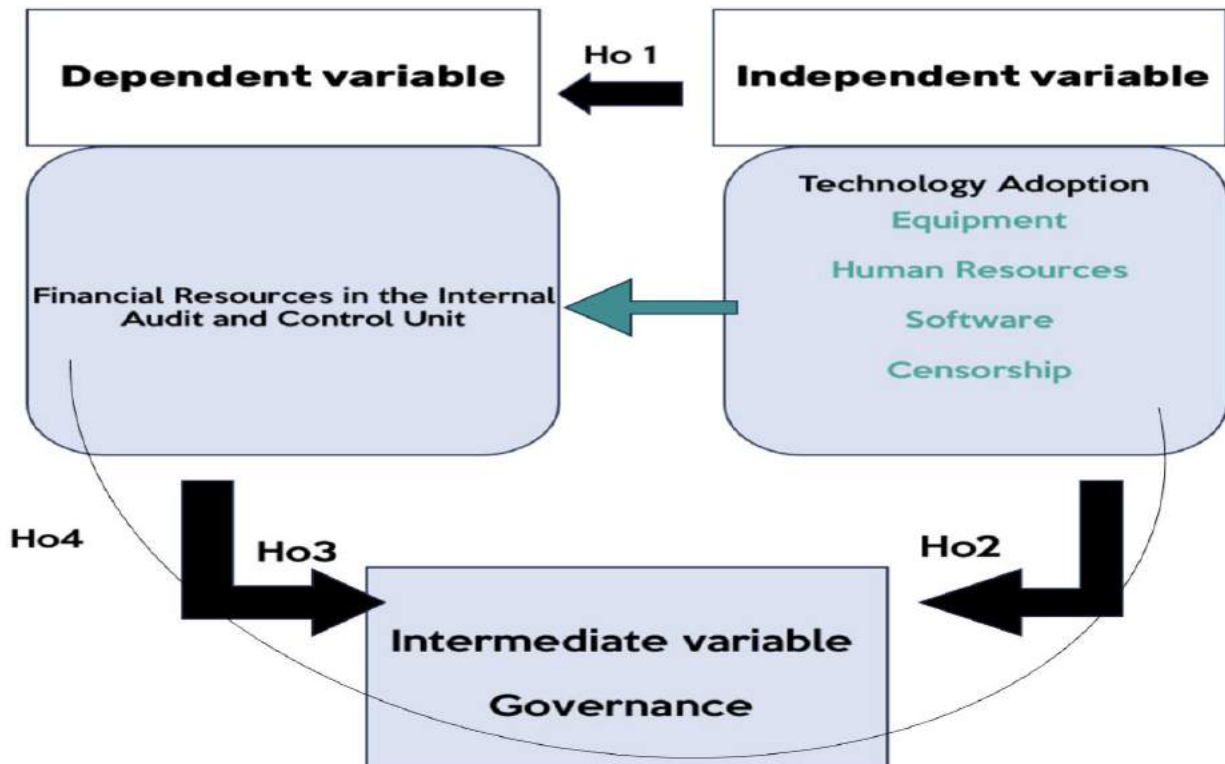 Dependent variable
Ho 1
Independent variable
Financial Resources in the Internal
Audit and Control Unit
Technology Adoption
Equipment
Human Resources
Software
Censorship
Ho4
Ho3
Ho2
Intermediate variable
Governance